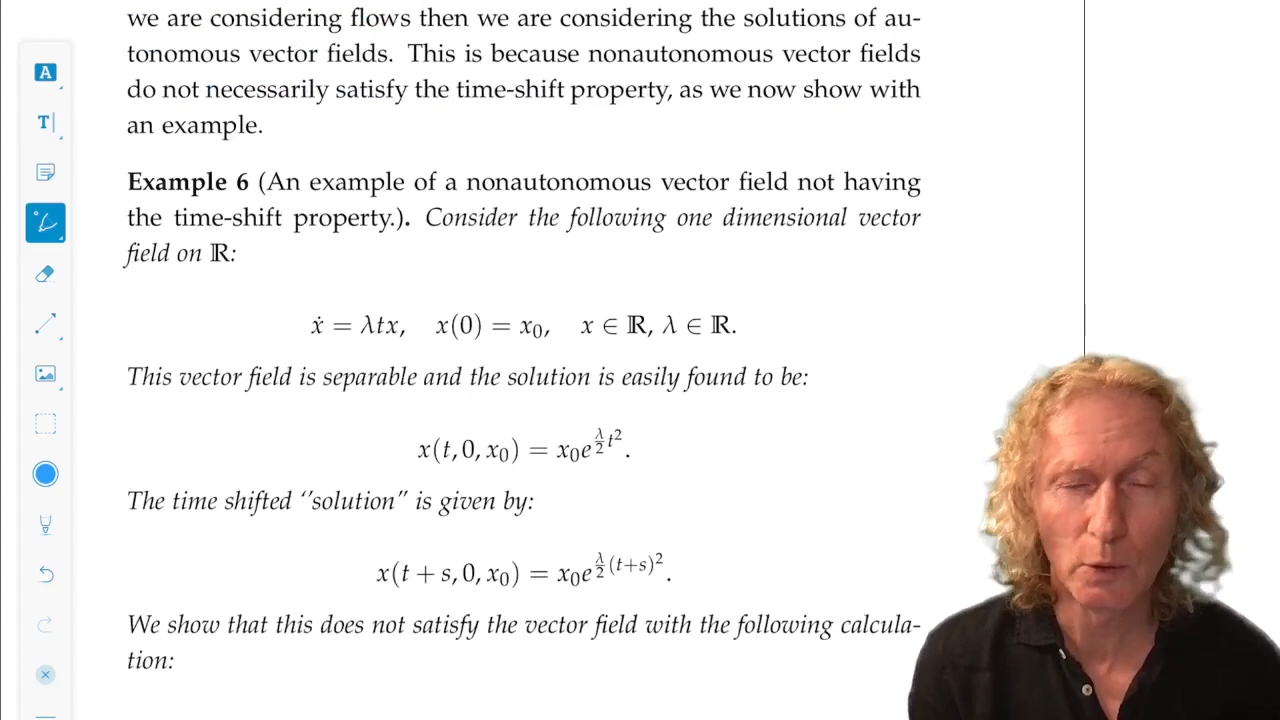 we are considering flows then we are considering the solutions of au-
tonomous vector fields. This is because nonautonomous vector fields
do not necessarily satisfy the time-shift property, as we now show with
an example.
Example 6 (An example of a nonautonomous vector field not having
the time-shift property.). Consider the following one dimensional vector
field on ℝ:
ẋ = λtx, x(0) = x₀, x ∈ ℝ, λ ∈ ℝ.
This vector field is separable and the solution is easily found to be:
x(t, 0, x₀) = x₀e^{\frac{λ}{2}t²}.
The time shifted ‘‘solution” is given by:
x(t + s, 0, x₀) = x₀e^{\frac{λ}{2}(t+s)²}.
We show that this does not satisfy the vector field with the following calcula-
tion:
A
T